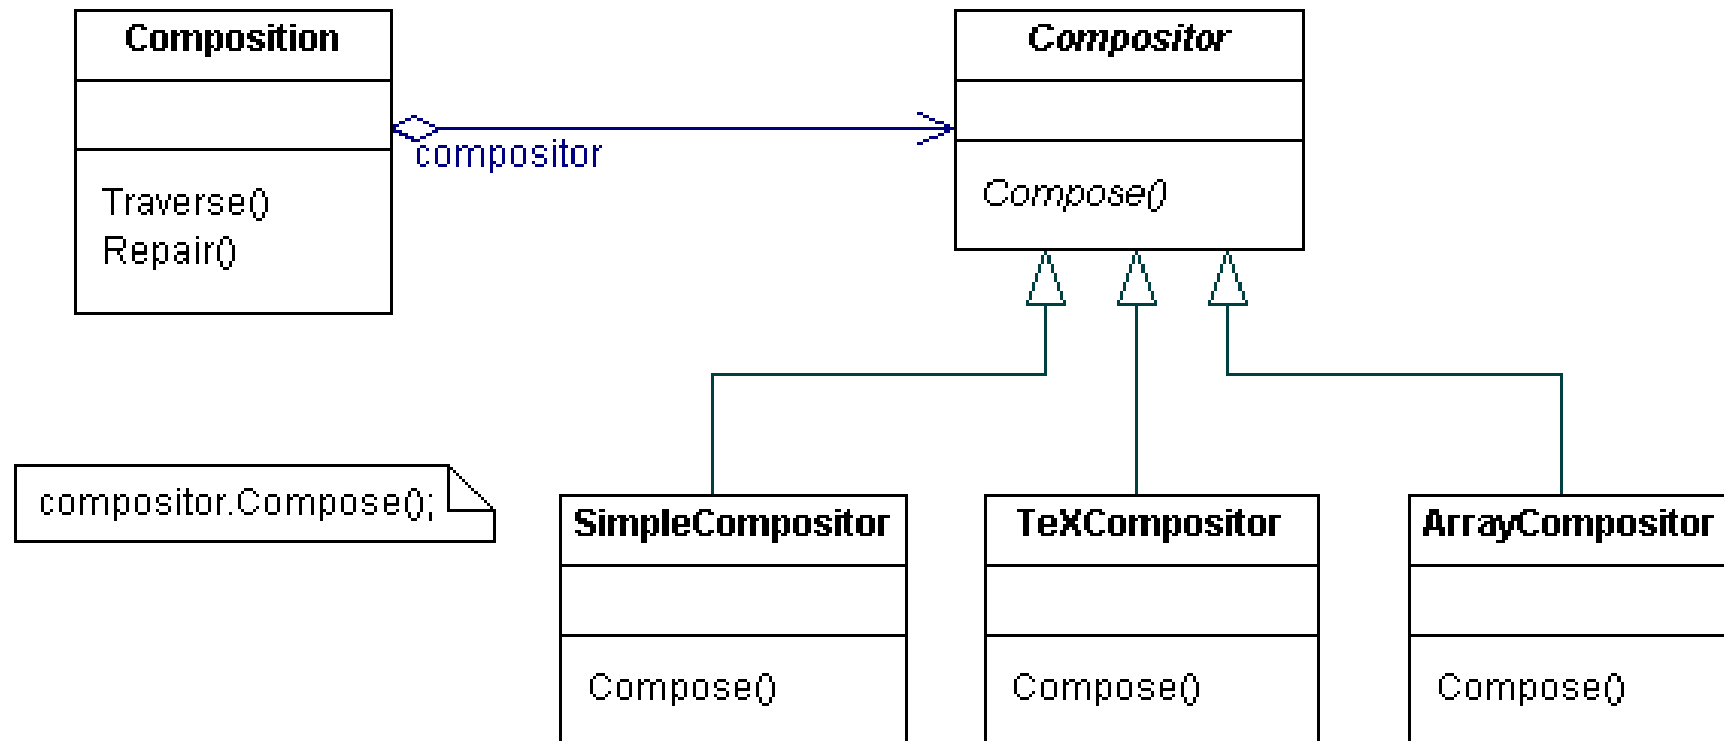 Composition
Compositor
compositor
Traverse()
Repair()
Compose()
compositor.Compose();
SimpleCompositor
TeXCompositor
ArrayCompositor
Compose()
Compose()
Compose()